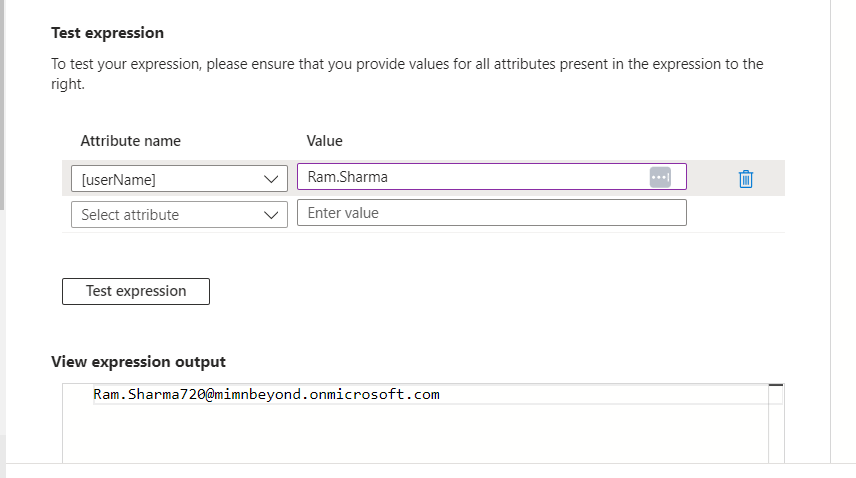 Test expression
To test your expression, please ensure that you provide values for all attributes present in the expression to the
right.
Attribute name Value
[userName] Ram.Sharma
Select attribute Enter value
Test expression
View expression output
Ram.Sharma720@mimnbeyond.onmicrosoft.com